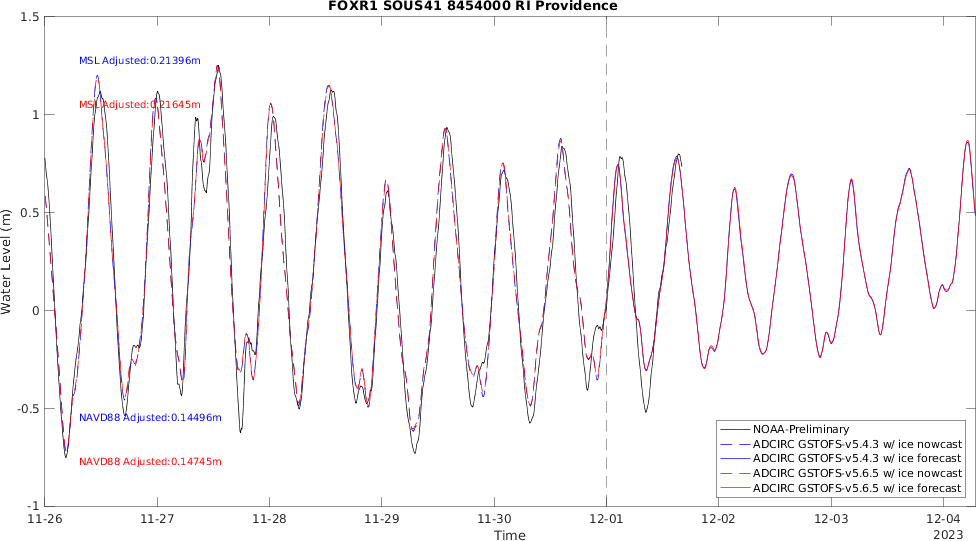 FOXR1 SOUS41 8454000 RI Providence
1.5
1
0.5
0
-0.5
-1
Water Level (m)
MSL Adjusted:0.21396m
MSL Adjusted:0.21645m
NAVD88 Adjusted:0.14496m
NAVD88 Adjusted:0.14745m
NOAA-Preliminary
ADCIRC GSTOFS-v5.4.3 w/ ice nowcast
ADCIRC GSTOFS-v5.4.3 w/ ice forecast
ADCIRC GSTOFS-v5.6.5 w/ ice nowcast
ADCIRC GSTOFS-v5.6.5 w/ ice forecast
11-26 11-27 11-28 11-29 11-30 12-01 12-02 12-03 12-04
Time
2023